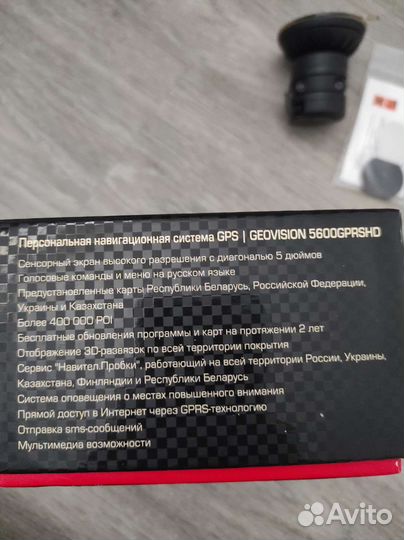 Персональная навигационная система GPS | GEOVISION 5600GPRSHD
Сенсорный экран высокого разрешения с диагональю 5 дюймов
Голосовые команды и меню на русском языке
Предустановленные карты Республики Беларусь, Российской Федерации,
Украины и Казахстана
Более 400 000 POI
Бесплатные обновления программы и карт на протяжении 2 лет
Отображение 3D-развязок по всей территории покрытия
Сервис "Навител.Пробки", работающий на всей территории России, Украины,
Казахстана, Финляндии и Республики Беларусь
Система оповещения о местах повышенного внимания
Прямой доступ в Интернет через GPRS-технологию
Отправка sms-сообщений
Мультимедиа возможности
Avito